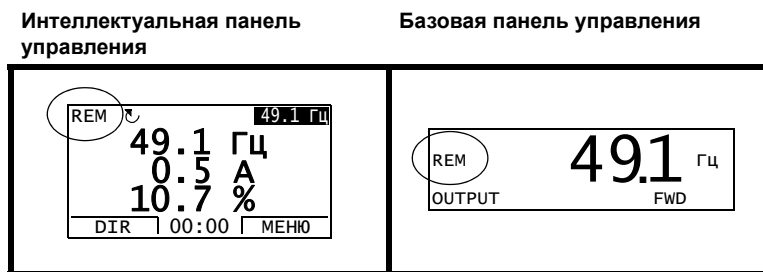 Интеллектуальная панель управления
Базовая панель управления
REM ↻ 49.1 Гц
49.1 Гц
0.5 A
10.7 %
DIR 00:00 МЕНЮ
REM 49.1 Гц
OUTPUT FWD